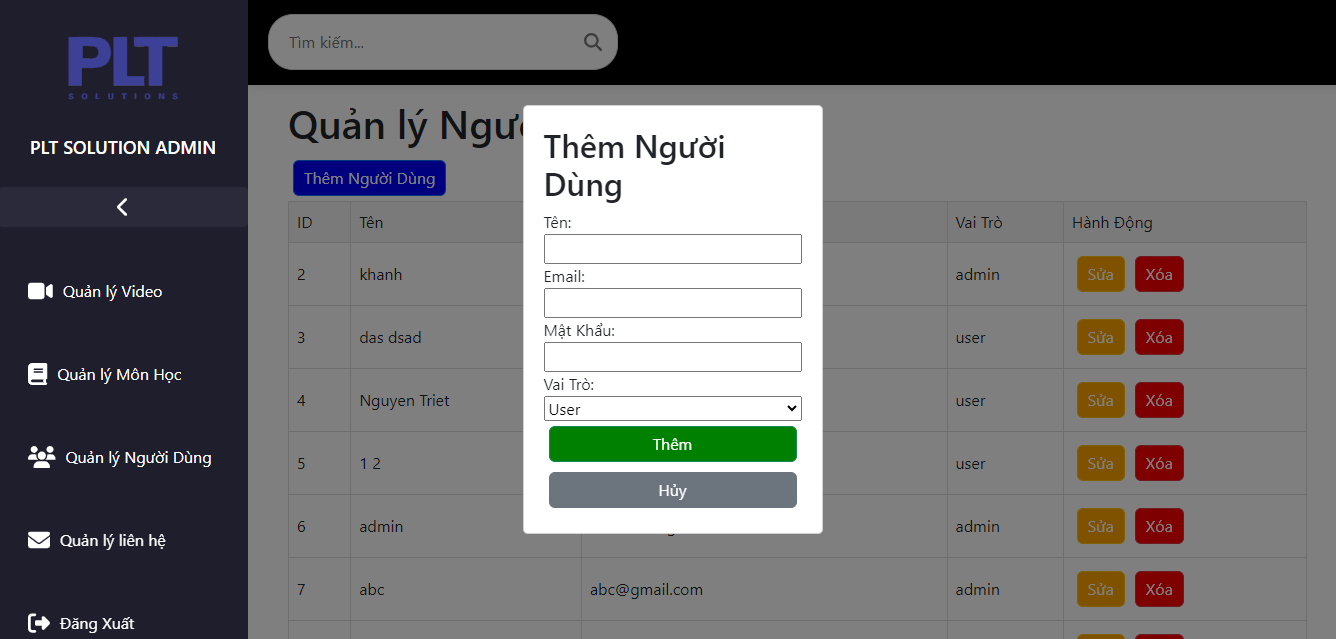 PLT
SOLUTIONS
PLT SOLUTION ADMIN
Quản lý Video
Quản lý Môn Học
Quản lý Người Dùng
Quản lý liên hệ
Đăng Xuất
Tìm kiếm...
Quản lý
Thêm Người Dùng
ID Tên Vai Trò Hành Động
2 khanh admin Sửa Xóa
3 das dsad user Sửa Xóa
4 Nguyen Triet user Sửa Xóa
5 1 2 user Sửa Xóa
6 admin admin Sửa Xóa
7 abc abc@gmail.com admin Sửa Xóa
Thêm Người
Dùng
Tên:
Email:
Mật Khẩu:
Vai Trò:
User
Thêm
Hủy